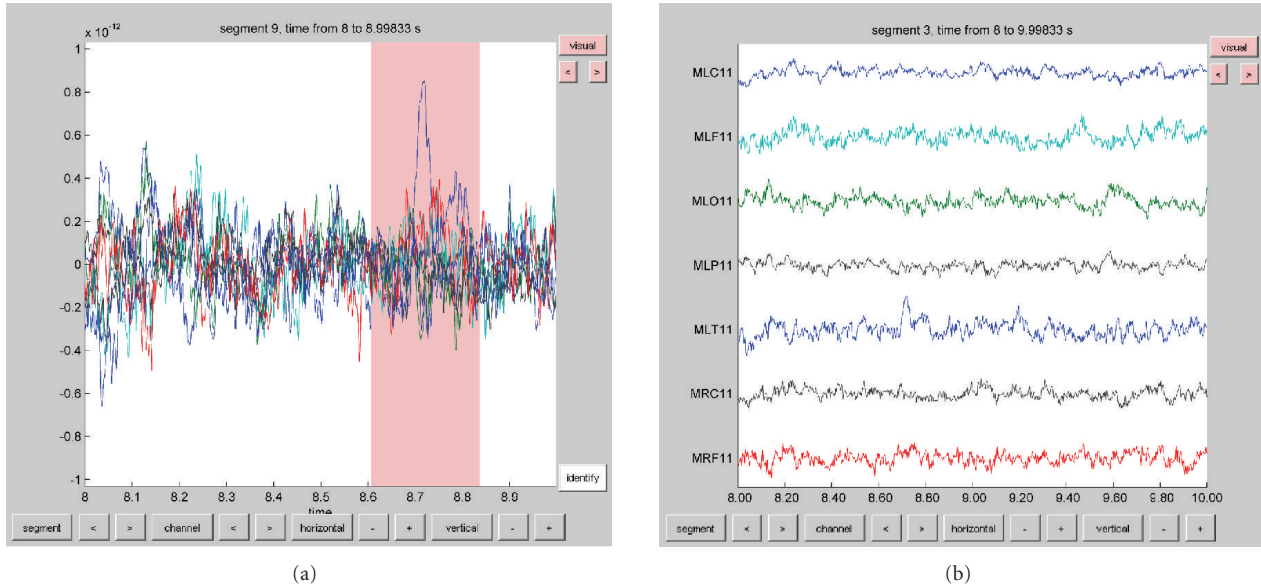 segment 9, time from 8 to 8.99833 s
x 10^-12
1
0.8
0.6
0.4
0.2
0
-0.2
-0.4
-0.6
-0.8
-1
8 8.1 8.2 8.3 8.4 8.5 8.6 8.7 8.8 8.9
time
visual
< >
identify
segment < > channel < > horizontal - + vertical - +
(a)
segment 3, time from 8 to 9.99833 s
visual
< >
MLC11
MLF11
MLO11
MLP11
MLT11
MRC11
MRF11
8.00 8.20 8.40 8.60 8.80 9.00 9.20 9.40 9.60 9.80 10.00
segment < > channel < > horizontal - + vertical - +
(b)